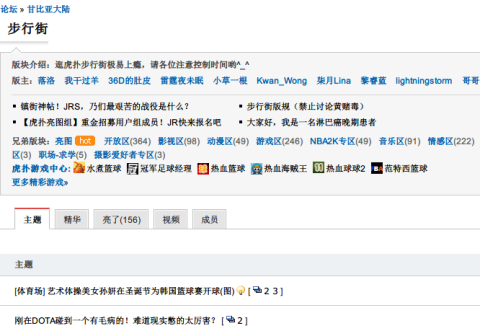 论坛 » 甘比亚大陆
步行街
版块介绍: 逛虎扑步行街极易上瘾，请各位注意控制时间哟^_^
版主: 落洛 我干过羊 36D的肚皮 雷霆夜未眠 小草一根 Kwan_Wong 柒月Lina 黎睿蓝 lightningstorm 哥哥
镇街神帖！JRS，乃们最艰苦的战役是什么？ 步行街版规（禁止讨论黄赌毒）
【虎扑亮图组】重金招募用户组成员！JR快来报名吧 大家好，我是一名淋巴癌晚期患者
兄弟版块: 亮图 hot 开放区(364) 影视区(98) 动漫区(49) 游戏区(246) NBA2K专区(49) 音乐区(91) 情感区(222)
区(3) 职场-求学(5) 摄影爱好者专区(3)
虎扑游戏中心: 水煮篮球 冠军足球经理 热血篮球 热血海贼王 热血球球2 范特西篮球
更多精彩游戏»
主题 精华 亮了(156) 视频 成员
主题
[体育场] 艺术体操美女孙妍在圣诞节为韩国篮球赛开球(图) [ 2 3 ]
刚在DOTA碰到一个有毛病的！难道现实憋的太厉害？ [ 2 ]